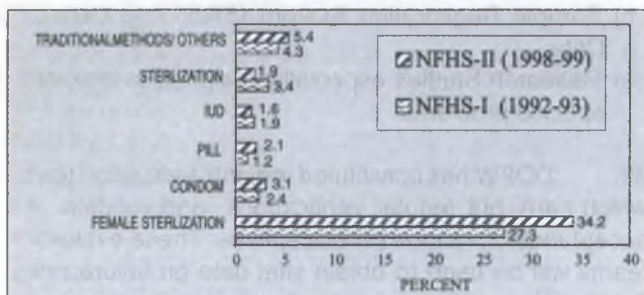 TRADITIONALMETHODS/ OTHERS
5.4
4.3
STERLIZATION
1.9
3.4
IUD
1.6
1.9
PILL
2.1
1.2
CONDOM
3.1
2.4
FEMALE STERLIZATION
34.2
27.3
NFHS-II (1998-99)
NFHS-I (1992-93)
0 5 10 15 20 25 30 35 40
PERCENT